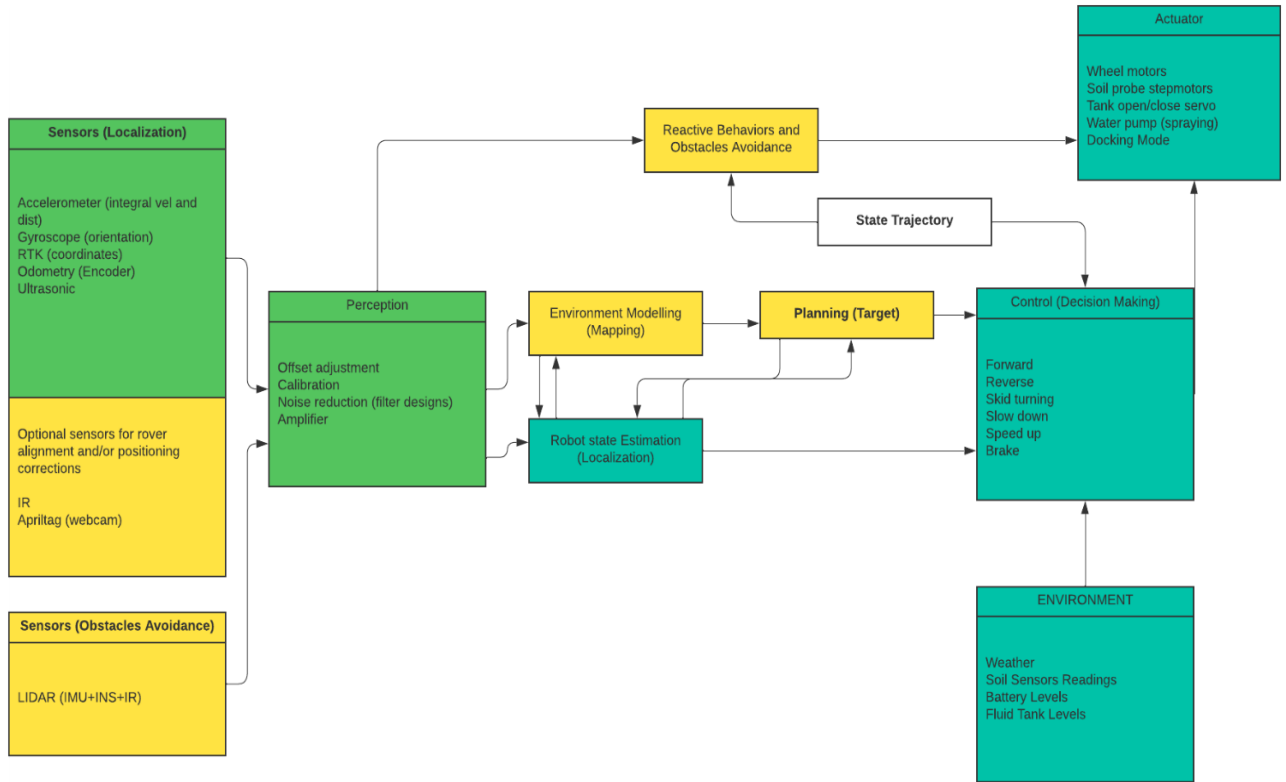 Actuator
Wheel motors
Soil probe stepmotors
Tank open/close servo
Water pump (spraying)
Docking Mode
Sensors (Localization)
Accelerometer (integral vel and
dist)
Gyroscope (orientation)
RTK (coordinates)
Odometry (Encoder)
Ultrasonic
Optional sensors for rover
alignment and/or positioning
corrections
IR
Apriltag (webcam)
Sensors (Obstacles Avoidance)
LIDAR (IMU+INS+IR)
Perception
Offset adjustment
Calibration
Noise reduction (filter designs)
Amplifier
Reactive Behaviors and
Obstacles Avoidance
State Trajectory
Environment Modelling
(Mapping)
Planning (Target)
Robot state Estimation
(Localization)
Control (Decision Making)
Forward
Reverse
Skid turning
Slow down
Speed up
Brake
ENVIRONMENT
Weather
Soil Sensors Readings
Battery Levels
Fluid Tank Levels